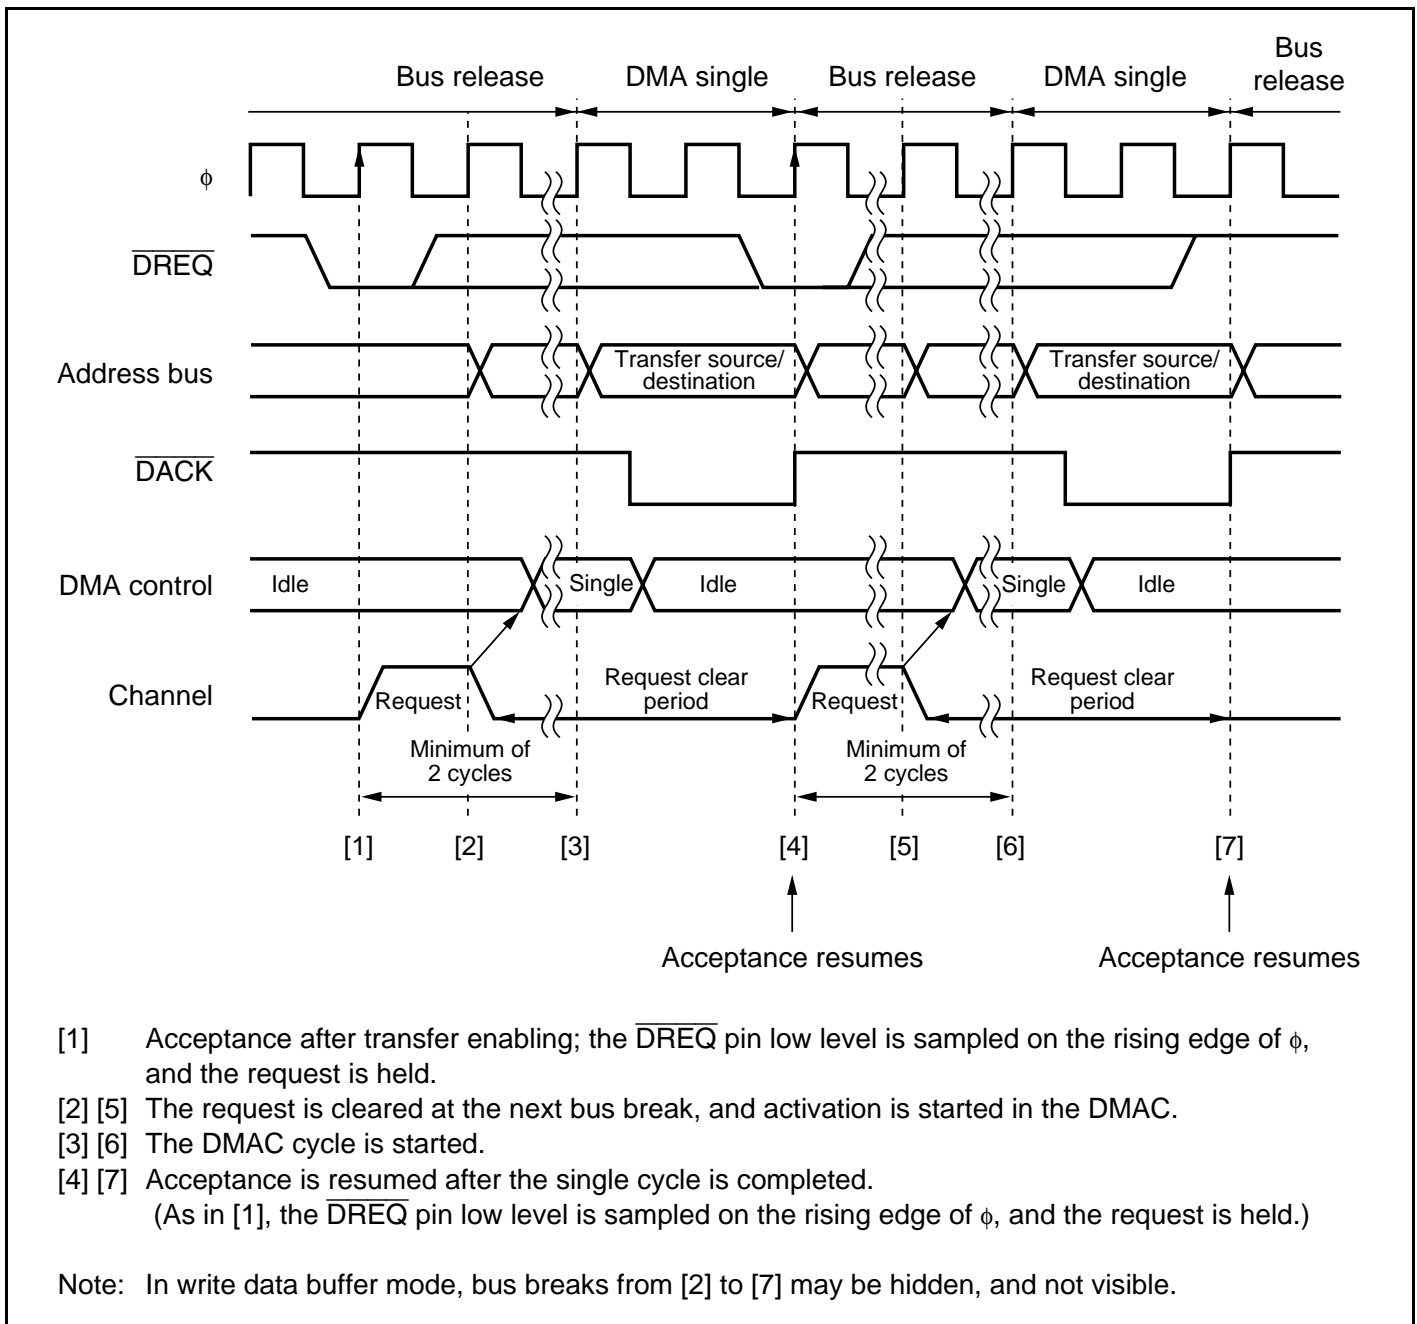 Bus release DMA single Bus release DMA single Bus release
φ
DREQ
Address bus Transfer source/ destination Transfer source/ destination
DACK
DMA control Idle Single Idle Single Idle
Channel Request Request clear period Request Request clear period
Minimum of 2 cycles Minimum of 2 cycles
[1] [2] [3] [4] [5] [6] [7]
Acceptance resumes Acceptance resumes
[1] Acceptance after transfer enabling; the DREQ pin low level is sampled on the rising edge of φ,
and the request is held.
[2] [5] The request is cleared at the next bus break, and activation is started in the DMAC.
[3] [6] The DMAC cycle is started.
[4] [7] Acceptance is resumed after the single cycle is completed.
(As in [1], the DREQ pin low level is sampled on the rising edge of φ, and the request is held.)
Note: In write data buffer mode, bus breaks from [2] to [7] may be hidden, and not visible.